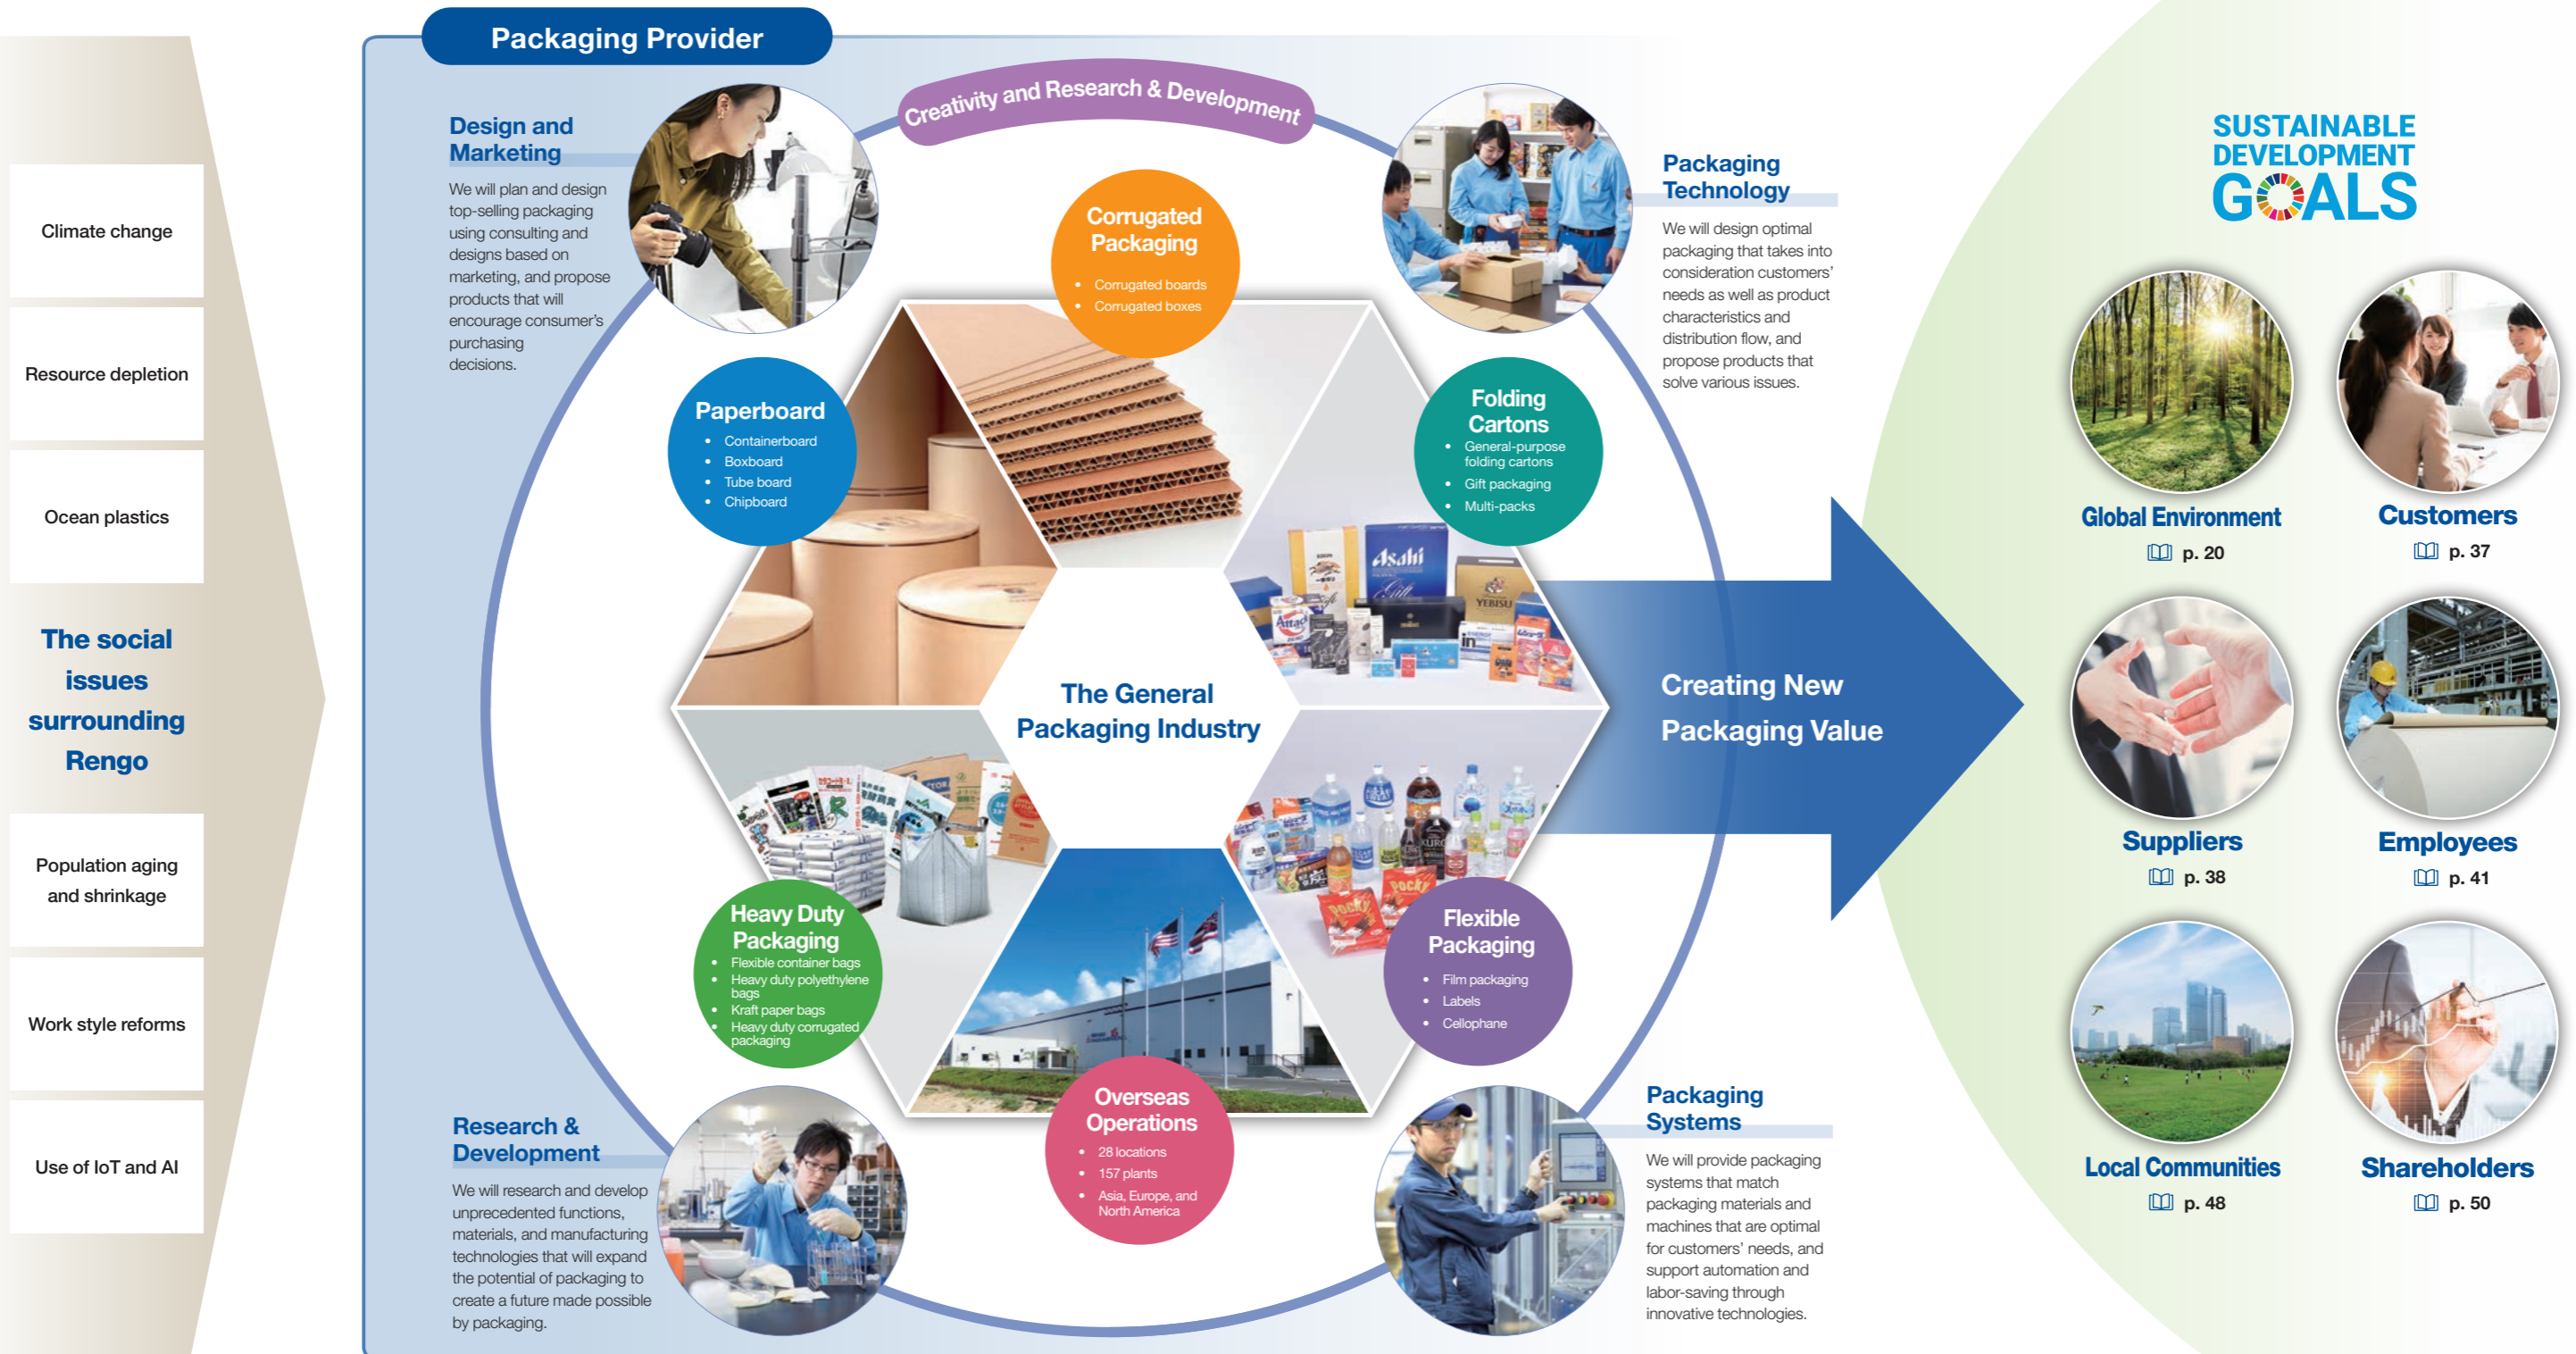 Climate change
Resource depletion
Ocean plastics
The social
issues
surrounding
Rengo
Population aging
and shrinkage
Work style reforms
Use of IoT and AI
Packaging Provider
Creativity and Research & Development
Design and
Marketing
We will plan and design
top-selling packaging
using consulting and
designs based on
marketing, and propose
products that will
encourage consumer's
purchasing
decisions.
Packaging
Technology
We will design optimal
packaging that takes into
consideration customers'
needs as well as product
characteristics and
distribution flow, and
propose products that
solve various issues.
Corrugated
Packaging
• Corrugated boards
• Corrugated boxes
Paperboard
• Containerboard
• Boxboard
• Tube board
• Chipboard
Folding
Cartons
• General-purpose
folding cartons
• Gift packaging
• Multi-packs
Asahi
Gift
YEBISU
Attack
in
The General
Packaging Industry
Creating New
Packaging Value
Heavy Duty
Packaging
• Flexible container bags
• Heavy duty polyethylene
bags
• Kraft paper bags
• Heavy duty corrugated
packaging
POCKY
POCKY
Flexible
Packaging
• Film packaging
• Labels
• Cellophane
Overseas
Operations
• 28 locations
• 157 plants
• Asia, Europe, and
North America
Research &
Development
We will research and develop
unprecedented functions,
materials, and manufacturing
technologies that will expand
the potential of packaging to
create a future made possible
by packaging.
Packaging
Systems
We will provide packaging
systems that match
packaging materials and
machines that are optimal
for customers' needs, and
support automation and
labor-saving through
innovative technologies.
SUSTAINABLE
DEVELOPMENT
GOALS
Global Environment
p. 20
Customers
p. 37
Suppliers
p. 38
Employees
p. 41
Local Communities
p. 48
Shareholders
p. 50